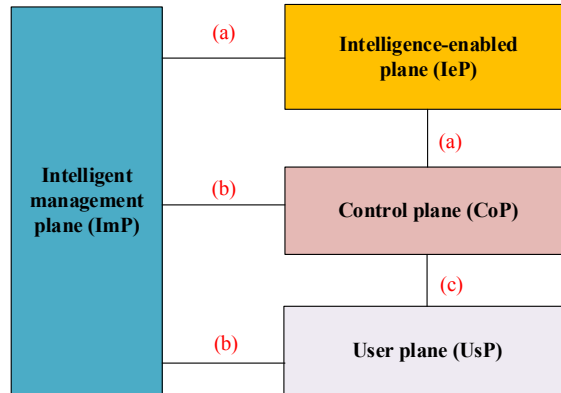 (a)
Intelligence-enabled
plane (IeP)
(a)
Intelligent
management
plane (ImP)
(b)
Control plane (CoP)
(c)
(b)
User plane (UsP)